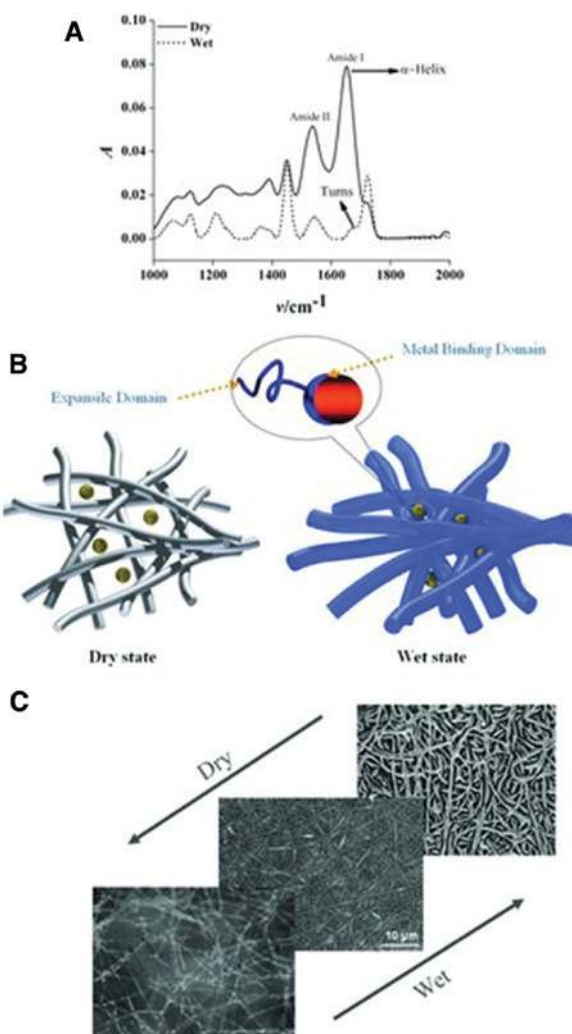 A
Dry
Wet
0.10
0.08
0.06
0.04
0.02
0.00
A
Amide I
α-Helix
Amide II
Turns
1000
1200
1400
1600
1800
2000
ν/cm⁻¹
B
Metal Binding Domain
Expansile Domain
Dry state
Wet state
C
Dry
10 μm
Wet